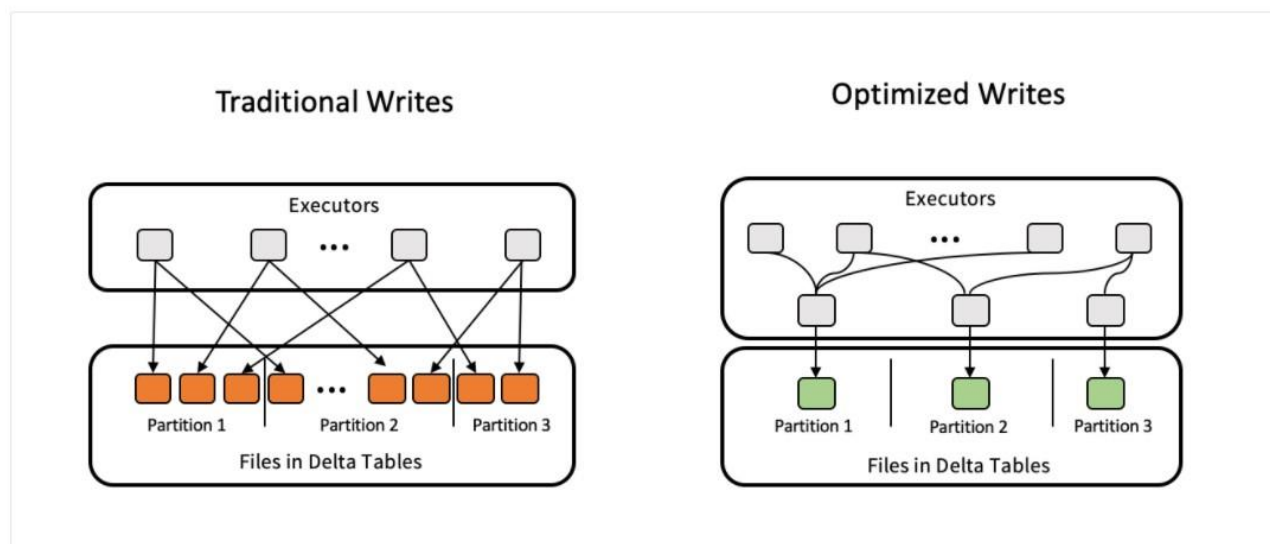 Traditional Writes
Executors
...
Partition 1
Partition 2
Partition 3
...
Files in Delta Tables
Optimized Writes
Executors
...
Partition 1
Partition 2
Partition 3
Files in Delta Tables